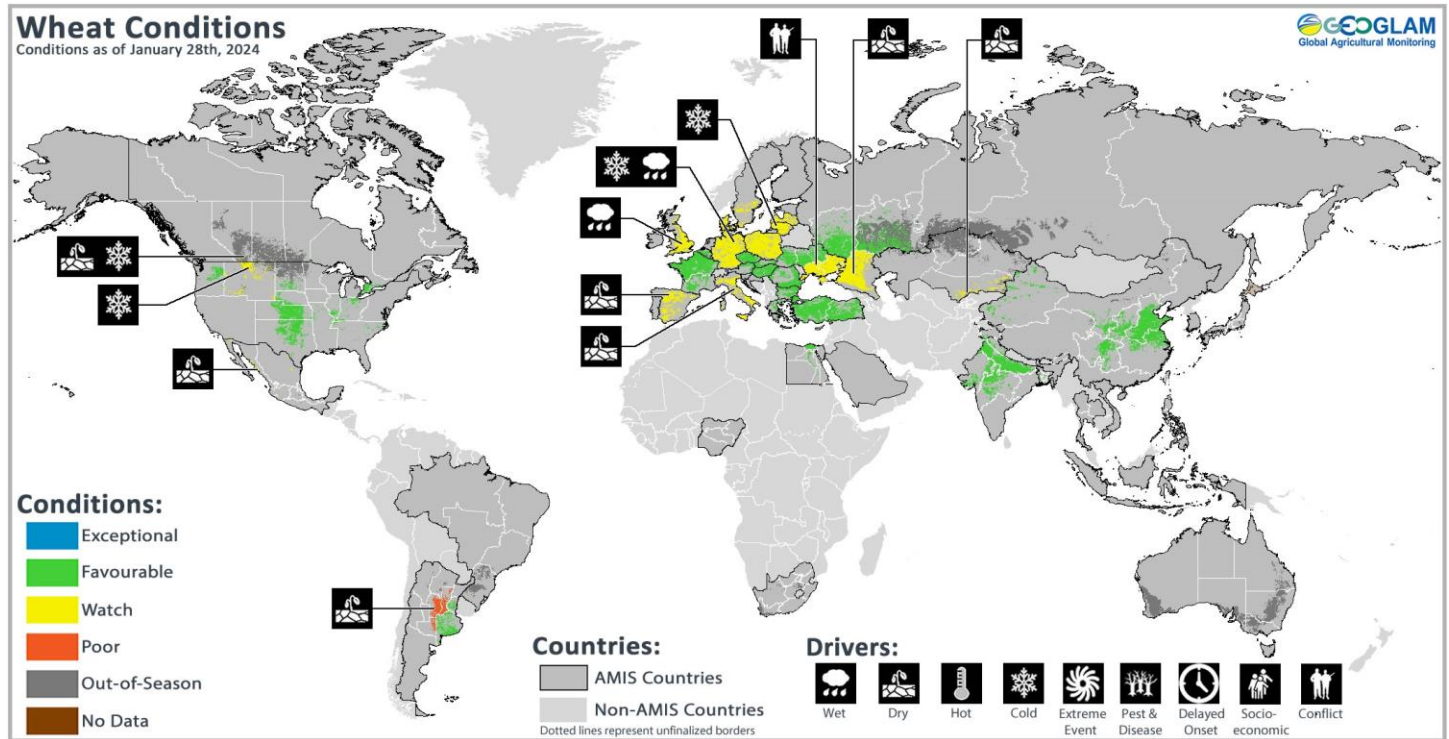 Wheat Conditions
Conditions as of January 28th, 2024
GEOGLAM
Global Agricultural Monitoring
Conditions:
Exceptional
Favourable
Watch
Poor
Out-of-Season
No Data
Countries:
AMIS Countries
Non-AMIS Countries
Dotted lines represent unfinalized borders
Drivers:
Wet
Dry
Hot
Cold
Extreme
Event
Pest &
Disease
Delayed
Onset
Socio-
economic
Conflict